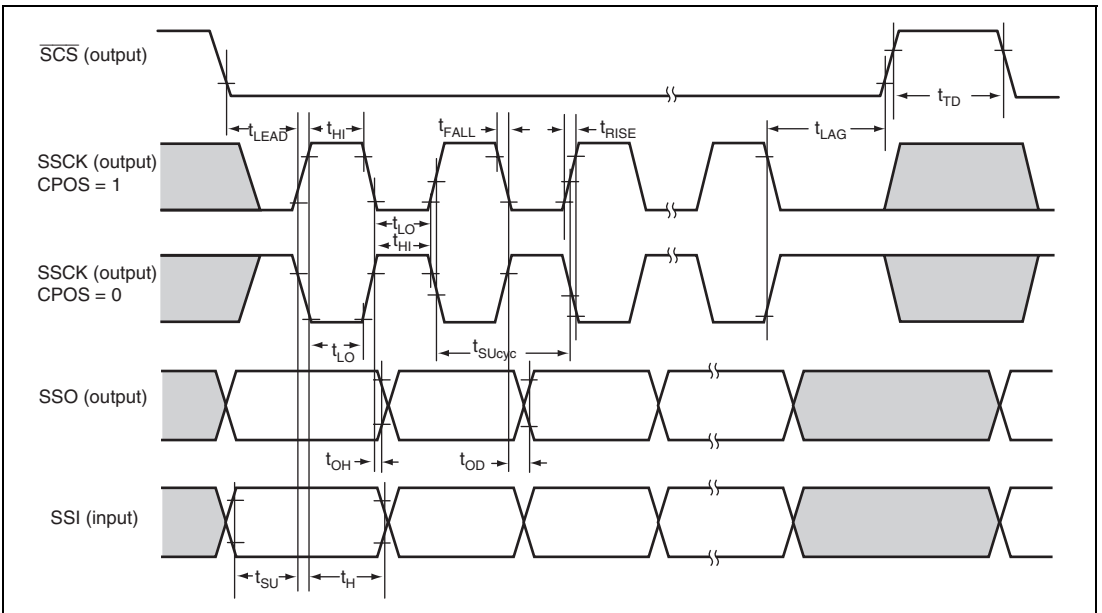 SCS (output)
tTD
tLEAD tHI tFALL tRISE tLAG
SSCK (output)
CPOS = 1
tLO
tHI
SSCK (output)
CPOS = 0
tLO tSUcyc
SSO (output)
tOH tOD
SSI (input)
tSU tH